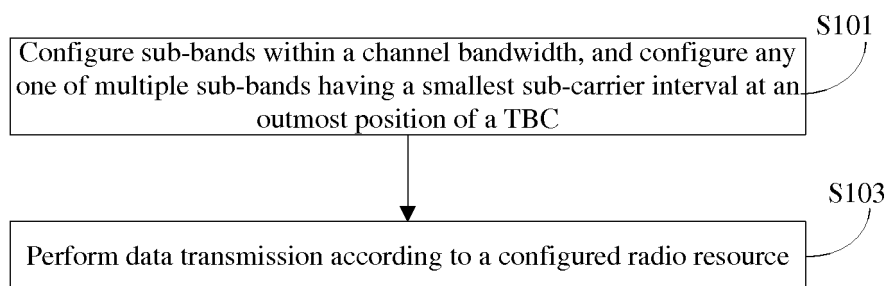 S101
Configure sub-bands within a channel bandwidth, and configure any
one of multiple sub-bands having a smallest sub-carrier interval at an
outmost position of a TBC
S103
Perform data transmission according to a configured radio resource